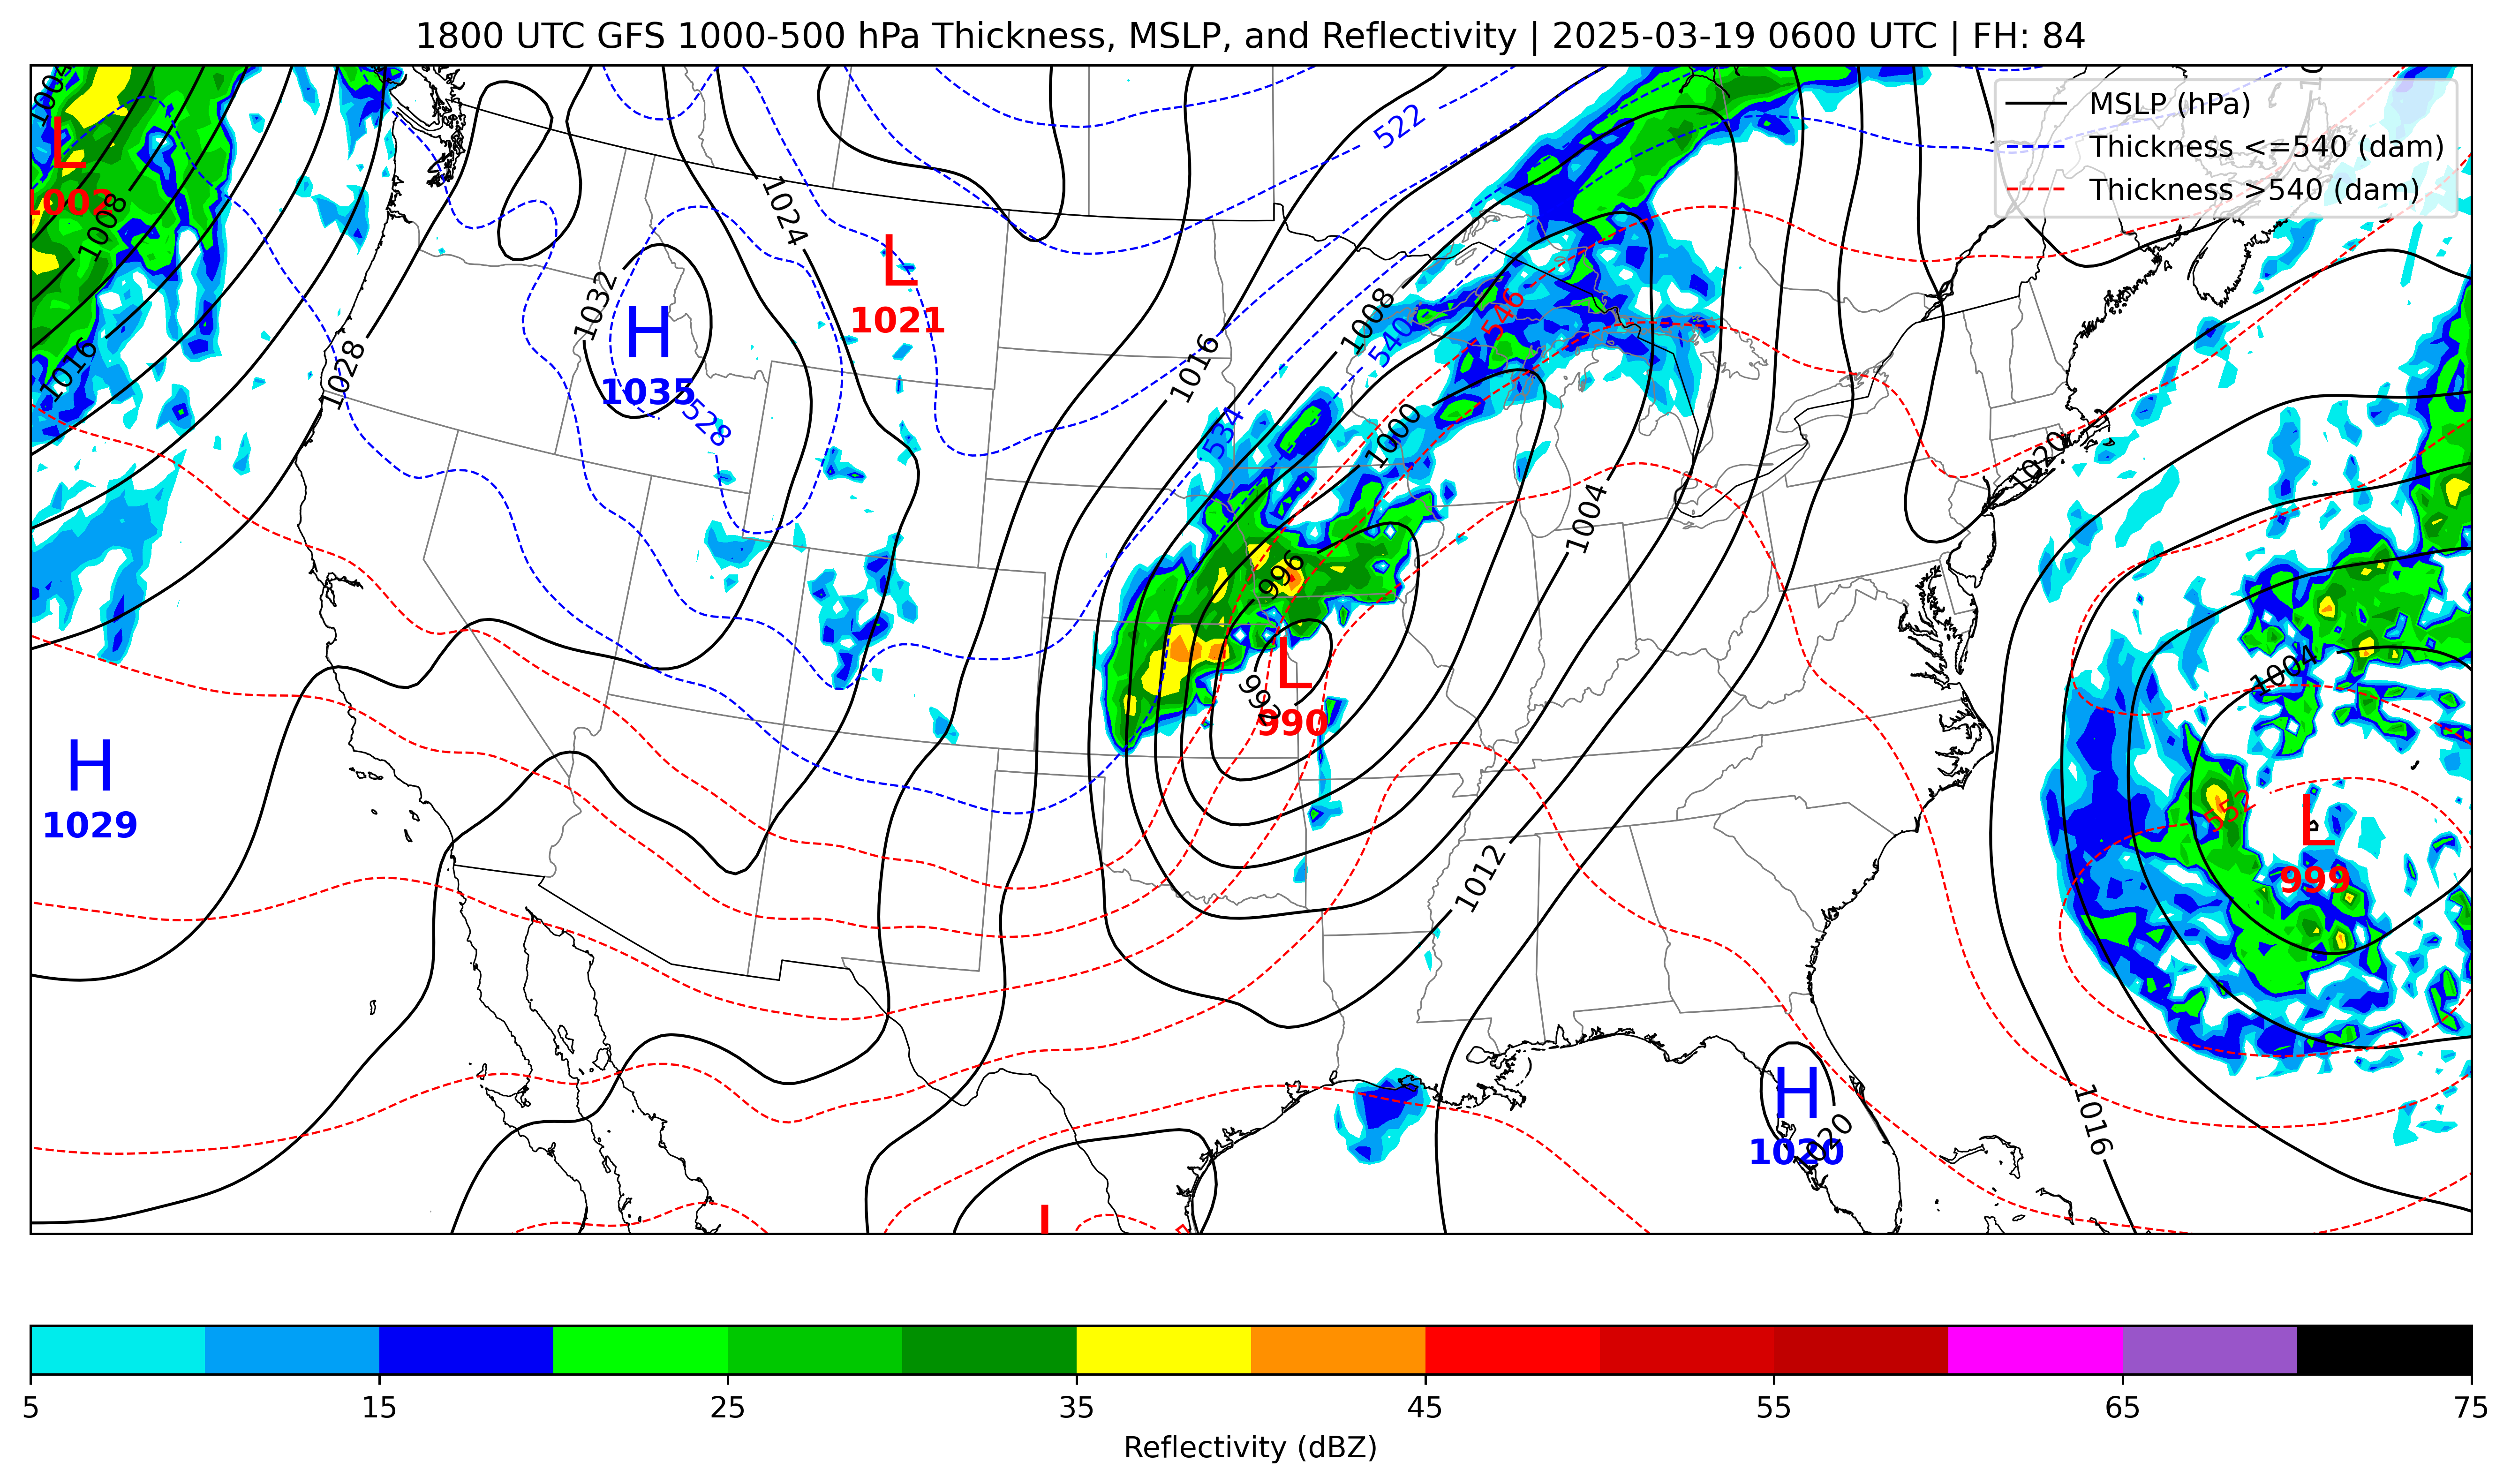 1800 UTC GFS 1000-500 hPa Thickness, MSLP, and Reflectivity | 2025-03-19 0600 UTC | FH: 84
MSLP (hPa)
Thickness <=540 (dam)
Thickness >540 (dam)
522
L
1002
1008
1024
L
1021
1032
H
1035
1016
1028
528
1016
1008
540
546
534
1000
1020
1004
996
L
990
992
1004
H
1029
552
L
999
1012
H
1020
1020
1016
L
5
15
25
35
45
55
65
75
Reflectivity (dBZ)